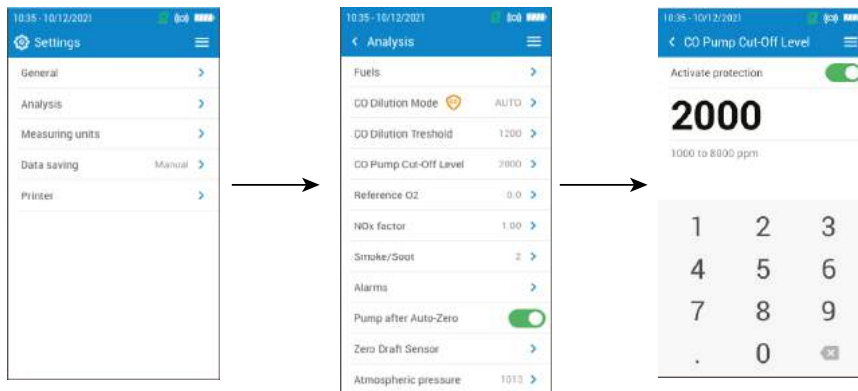 10:35 - 10/12/2021
Settings
General
Analysis
Measuring units
Data saving Manual
Printer
10:35 - 10/12/2021
Analysis
Fuels
CO Dilution Mode AUTO
CO Dilution Treshold 1200
CO Pump Cut-Off Level 2000
Reference O2 0.0
NOx factor 1.00
Smoke/Soot 2
Alarms
Pump after Auto-Zero
Zero Draft Sensor
Atmospheric pressure 1013
10:35 - 10/12/2021
CO Pump Cut-Off Level
Activate protection
2000
1000 to 8000 ppm
1 2 3
4 5 6
7 8 9
. 0